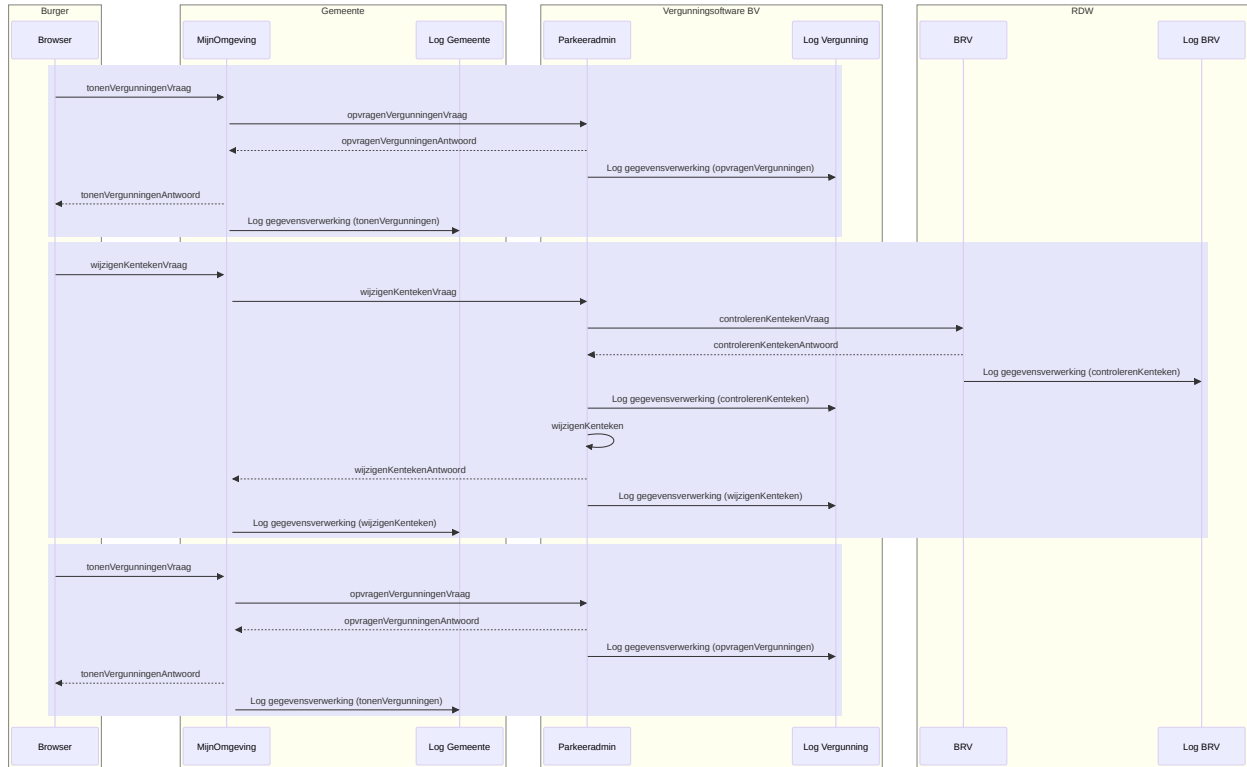 Burger
Gemeente
Vergunningsoftware BV
RDW
Browser
MijnOmgeving
Log Gemeente
Parkeeradmin
Log Vergunning
BRV
Log BRV
tonenVergunningenVraag
opvragenVergunningenVraag
opvragenVergunningenAntwoord
Log gegevensverwerking (opvragenVergunningen)
tonenVergunningenAntwoord
Log gegevensverwerking (tonenVergunningen)
wijzigenKentekenVraag
wijzigenKentekenVraag
controlerenKentekenVraag
controlerenKentekenAntwoord
Log gegevensverwerking (controlerenKenteken)
Log gegevensverwerking (controlerenKenteken)
wijzigenKenteken
wijzigenKentekenAntwoord
Log gegevensverwerking (wijzigenKenteken)
Log gegevensverwerking (wijzigenKenteken)
tonenVergunningenVraag
opvragenVergunningenVraag
opvragenVergunningenAntwoord
Log gegevensverwerking (opvragenVergunningen)
tonenVergunningenAntwoord
Log gegevensverwerking (tonenVergunningen)
Browser
MijnOmgeving
Log Gemeente
Parkeeradmin
Log Vergunning
BRV
Log BRV